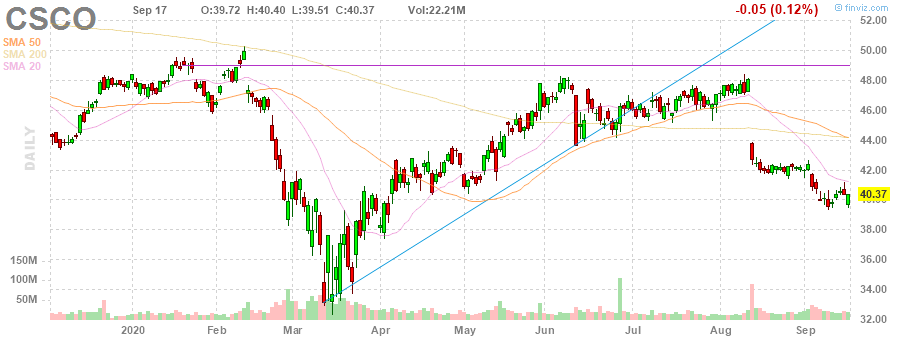 CSCO Sep 17 O:39.72 H:40.40 L:39.51 C:40.37 Vol:22.21M -0.05 (0.12%)
© finviz.com
SMA 50
SMA 200
SMA 20
DAILY
52.00
50.00
48.00
46.00
44.00
42.00
40.37
40.00
38.00
36.00
34.00
32.00
150M
100M
50M
2020 Feb Mar Apr May Jun Jul Aug Sep